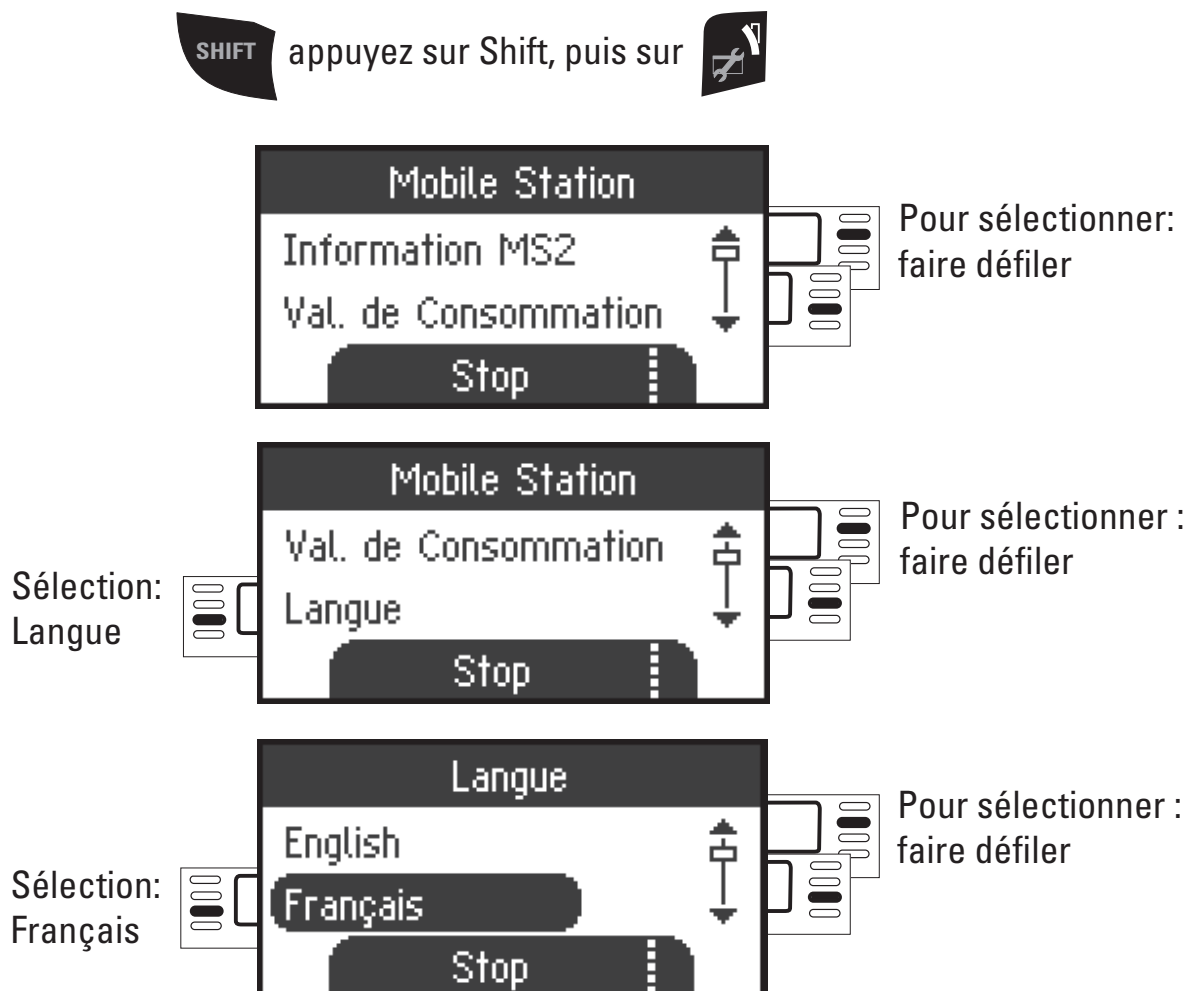 SHIFT appuyez sur Shift, puis sur
Mobile Station
Information MS2
Val. de Consommation
Stop
Pour sélectionner:
faire défiler
Mobile Station
Val. de Consommation
Langue
Stop
Sélection:
Langue
Pour sélectionner :
faire défiler
Langue
English
Français
Stop
Sélection:
Français
Pour sélectionner :
faire défiler